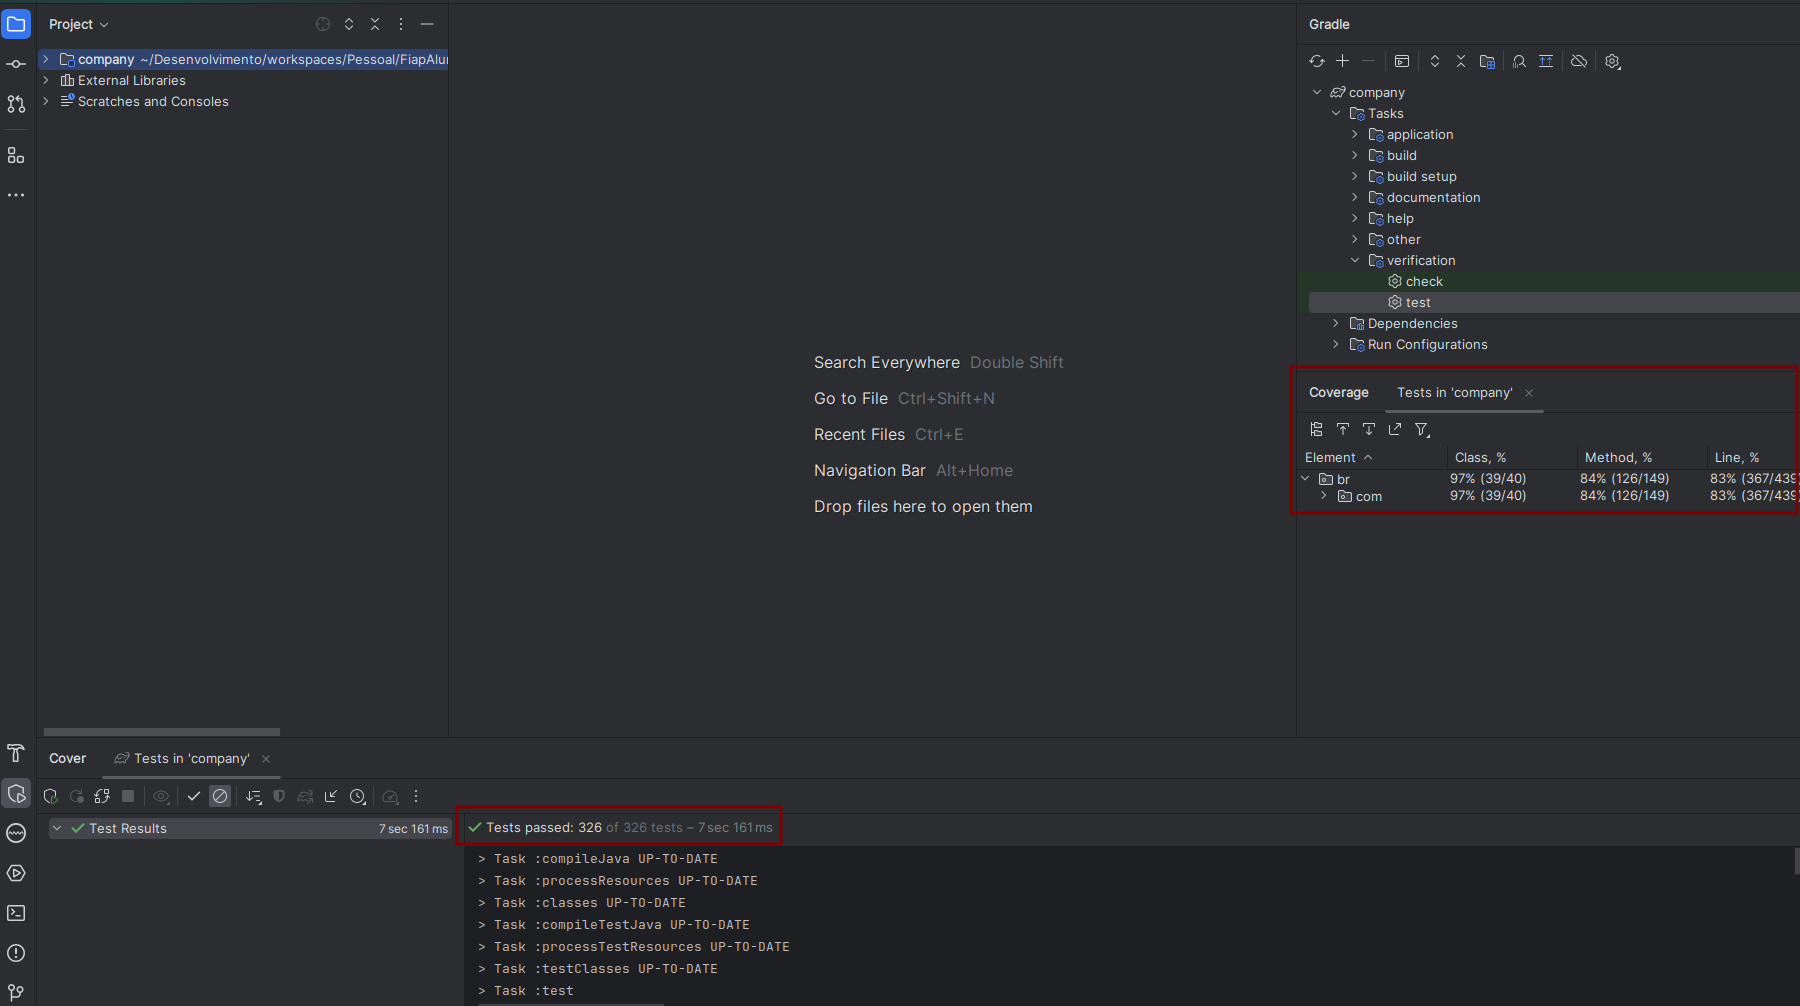 Project
company ~/Desenvolvimento/workspaces/Pessoal/FiapAlu
External Libraries
Scratches and Consoles
Search Everywhere Double Shift
Go to File Ctrl+Shift+N
Recent Files Ctrl+E
Navigation Bar Alt+Home
Drop files here to open them
Gradle
company
Tasks
application
build
build setup
documentation
help
other
verification
check
test
Dependencies
Run Configurations
Coverage Tests in 'company'
Element Class, % Method, % Line, %
br 97% (39/40) 84% (126/149) 83% (367/439)
com 97% (39/40) 84% (126/149) 83% (367/439)
Cover Tests in 'company'
Test Results 7 sec 161 ms
Tests passed: 326 of 326 tests – 7 sec 161 ms
> Task :compileJava UP-TO-DATE
> Task :processResources UP-TO-DATE
> Task :classes UP-TO-DATE
> Task :compileTestJava UP-TO-DATE
> Task :processTestResources UP-TO-DATE
> Task :testClasses UP-TO-DATE
> Task :test